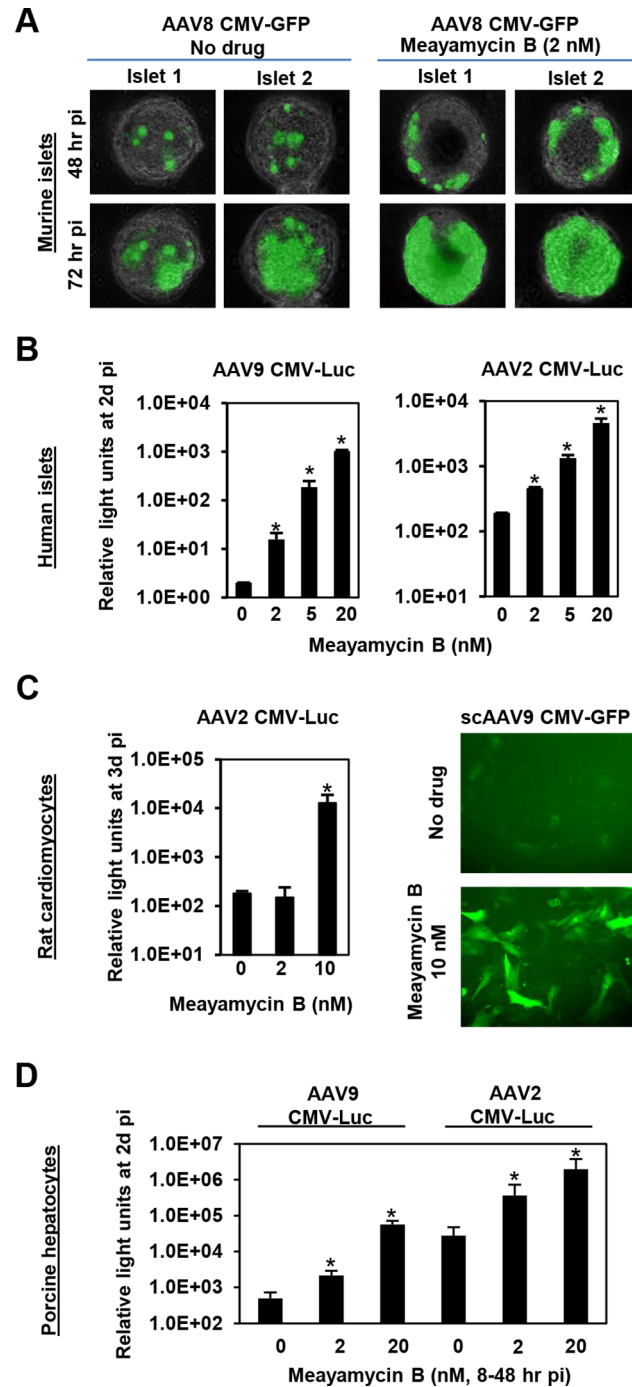 A
AAV8 CMV-GFP
No drug
AAV8 CMV-GFP
Meayamycin B (2 nM)
Islet 1
Islet 2
Islet 1
Islet 2
Murine islets
48 hr pi
72 hr pi
B
AAV9 CMV-Luc
AAV2 CMV-Luc
Human islets
Relative light units at 2d pi
1.0E+04
1.0E+03
1.0E+02
1.0E+01
1.0E+00
* * *
0 2 5 20
1.0E+04
1.0E+03
1.0E+02
1.0E+01
* * *
0 2 5 20
Meayamycin B (nM)
C
AAV2 CMV-Luc
scAAV9 CMV-GFP
Rat cardiomyocytes
Relative light units at 3d pi
1.0E+05
1.0E+04
1.0E+03
1.0E+02
1.0E+01
*
0 2 10
Meayamycin B (nM)
No drug
Meayamycin B
10 nM
D
AAV9
CMV-Luc
AAV2
CMV-Luc
Porcine hepatocytes
Relative light units at 2d pi
1.0E+07
1.0E+06
1.0E+05
1.0E+04
1.0E+03
1.0E+02
* * * *
0 2 20 0 2 20
Meayamycin B (nM, 8-48 hr pi)